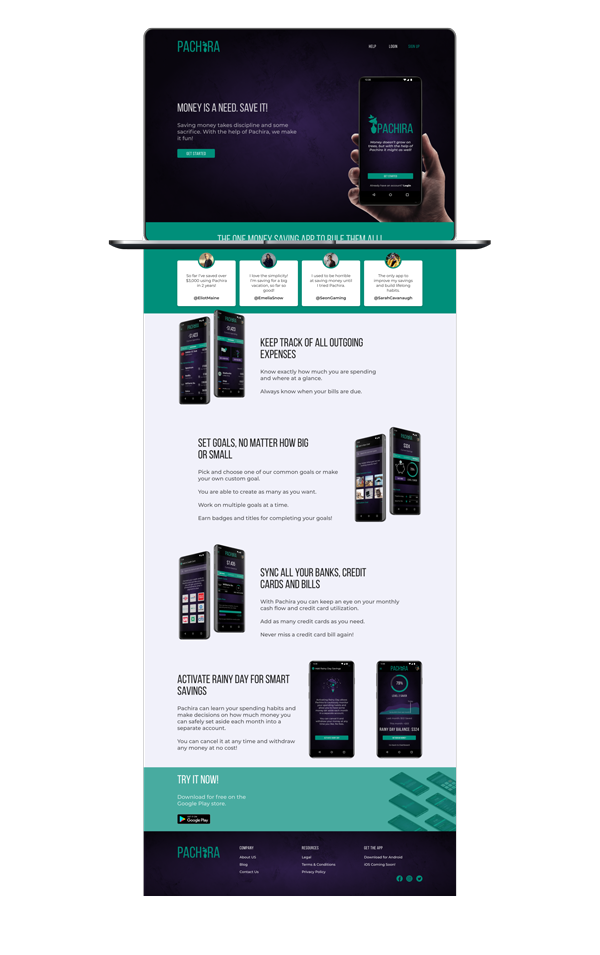 PACHIRA
HELP
LOGIN
SIGN UP
MONEY IS A NEED. SAVE IT!
Saving money takes discipline and some
sacrifice. With the help of Pachira, we make
it fun!
GET STARTED
PACHIRA
Money doesn't grow on
trees, but with the help of
Pachira it might as well!
GET STARTED
Already have an account? Login
THE ONE MONEY SAVING APP TO RULE THEM ALL!
So far I've saved over
$3,000 using Pachira
in 2 years!
@EliotMaine
I love the simplicity!
I'm saving for a big
vacation, so far so
good!
@EmeliaSnow
I used to be horrible
at saving money until
I tried Pachira.
@SeonGaming
The only app to
improve my savings
and build lifelong
habits.
@SarahCavanaugh
KEEP TRACK OF ALL OUTGOING
EXPENSES
Know exactly how much you are spending
and where at a glance.
Always know when your bills are due.
SET GOALS, NO MATTER HOW BIG
OR SMALL
Pick and choose one of our common goals or make
your own custom goal.
You are able to create as many as you want.
Work on multiple goals at a time.
Earn badges and titles for completing your goals!
PACHIRA
SYNC ALL YOUR BANKS, CREDIT
CARDS AND BILLS
With Pachira you can keep an eye on your monthly
cash flow and credit card utilization.
Add as many credit cards as you need.
Never miss a credit card bill again!
ACTIVATE RAINY DAY FOR SMART
SAVINGS
Pachira can learn your spending habits and
make decisions on how much money you
can safely set aside each month into a
separate account.
You can cancel it at any time and withdraw
any money at no cost!
PACHIRA
RAINY DAY BALANCE: $324
TRY IT NOW!
Download for free on the
Google Play store.
Google Play
PACHIRA
COMPANY
About US
Blog
Contact Us
RESOURCES
Legal
Terms & Conditions
Privacy Policy
GET THE APP
Download for Android
iOS Coming Soon!